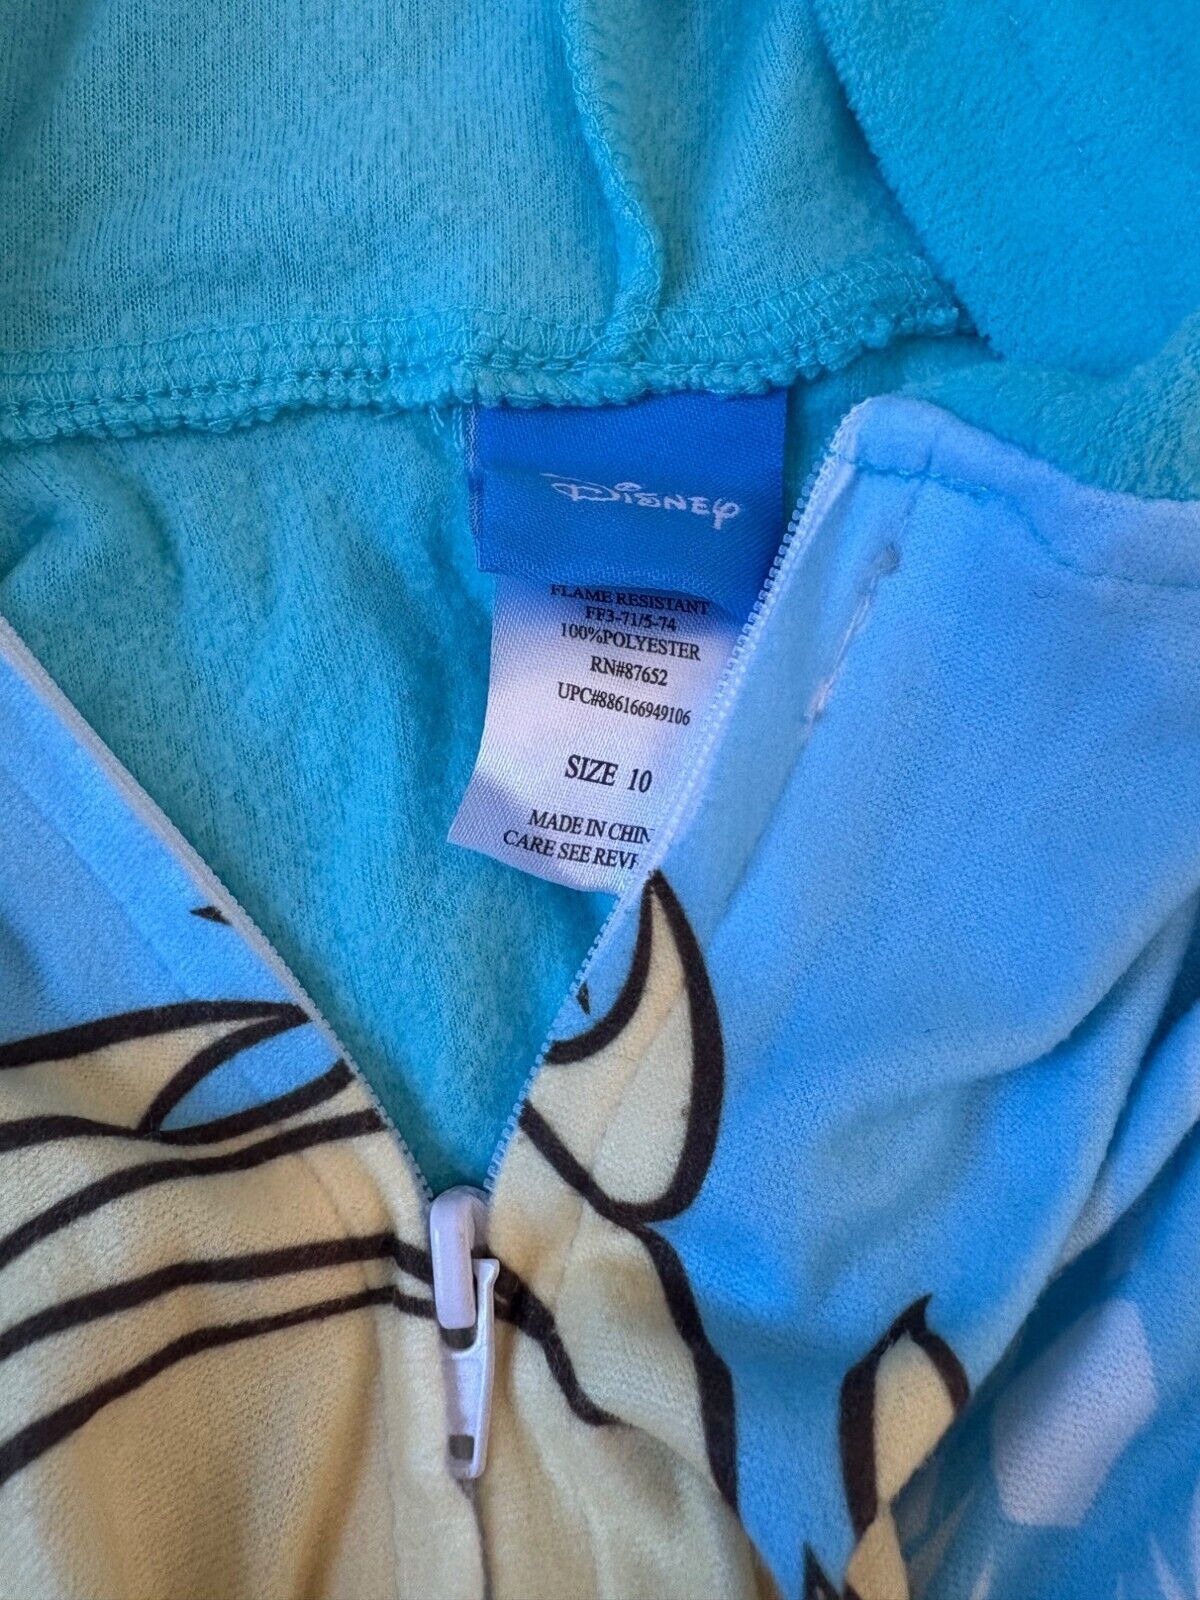 Disney
FLAME RESISTANT
FF3-71/5-74
100%POLYESTER
RN#87652
UPC#886166949106
SIZE 10
MADE IN CHIN
CARE SEE REVE